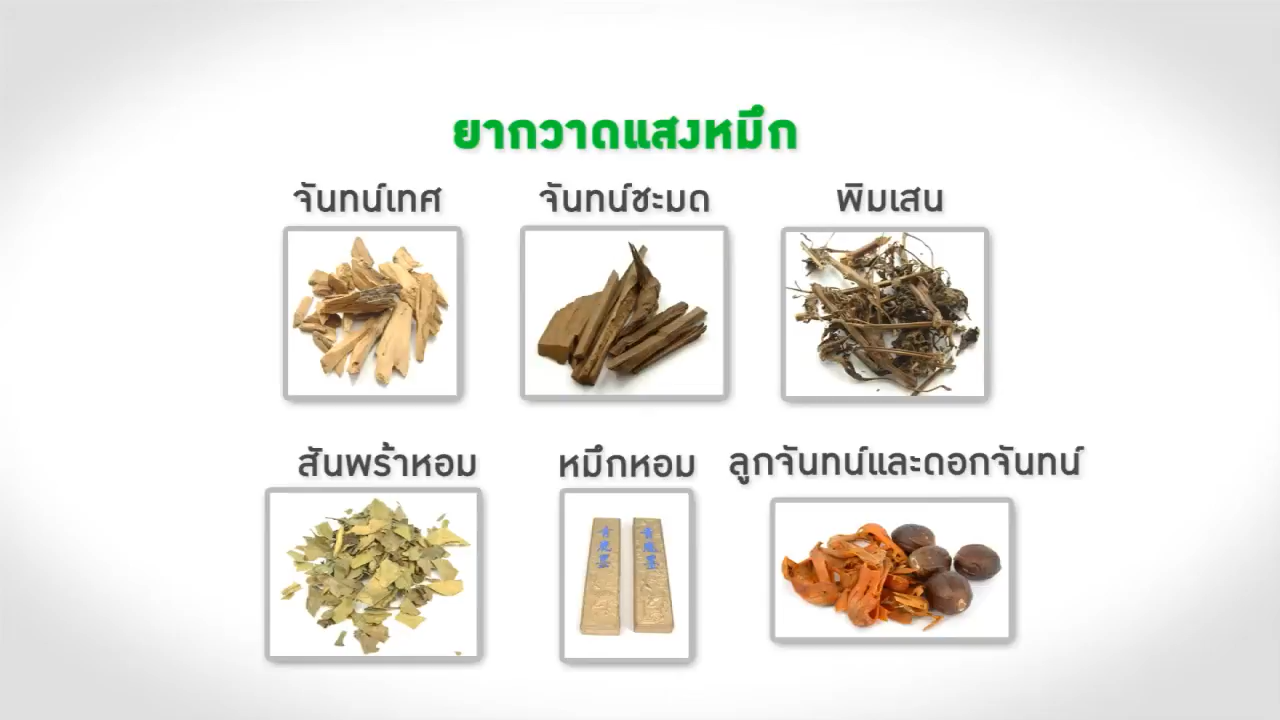 ยากวาดแสงหมึก
จันทน์เทศ
จันทน์ชะมด
พิมเสน
สันพร้าหอม
หมึกหอม
ลูกจันทน์และดอกจันทน์